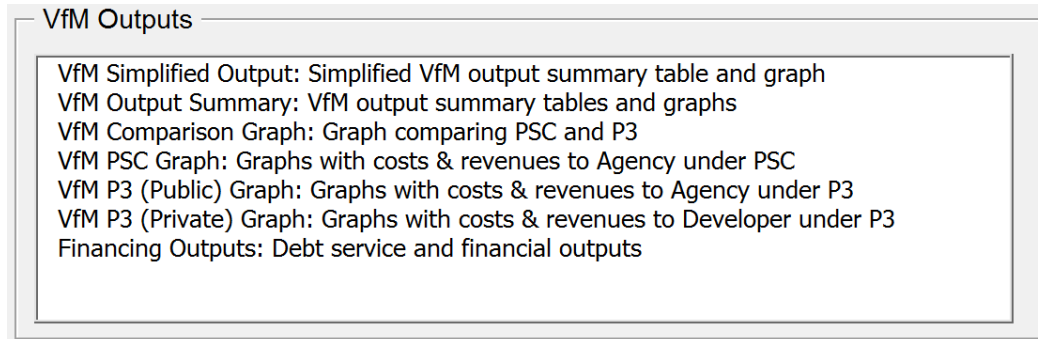 VfM Outputs
VfM Simplified Output: Simplified VfM output summary table and graph
VfM Output Summary: VfM output summary tables and graphs
VfM Comparison Graph: Graph comparing PSC and P3
VfM PSC Graph: Graphs with costs & revenues to Agency under PSC
VfM P3 (Public) Graph: Graphs with costs & revenues to Agency under P3
VfM P3 (Private) Graph: Graphs with costs & revenues to Developer under P3
Financing Outputs: Debt service and financial outputs